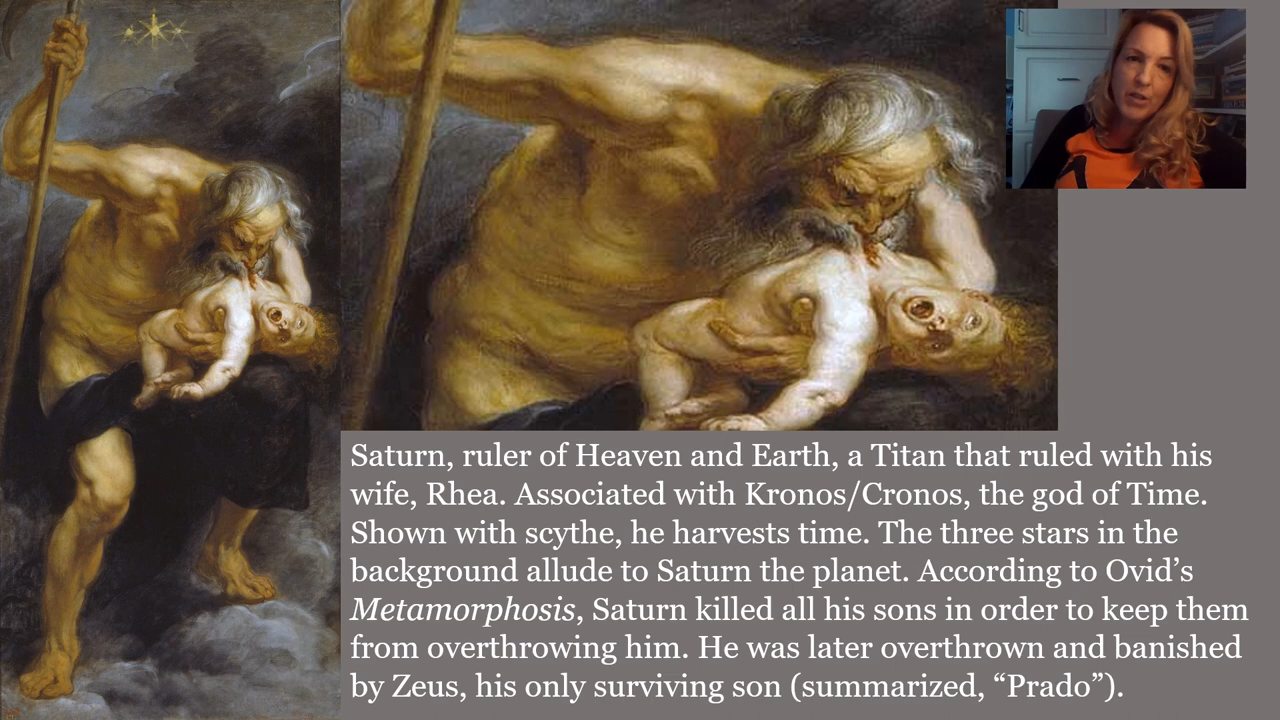 Saturn, ruler of Heaven and Earth, a Titan that ruled with his
wife, Rhea. Associated with Kronos/Cronos, the god of Time.
Shown with scythe, he harvests time. The three stars in the
background allude to Saturn the planet. According to Ovid’s
Metamorphosis, Saturn killed all his sons in order to keep them
from overthrowing him. He was later overthrown and banished
by Zeus, his only surviving son (summarized, “Prado”).